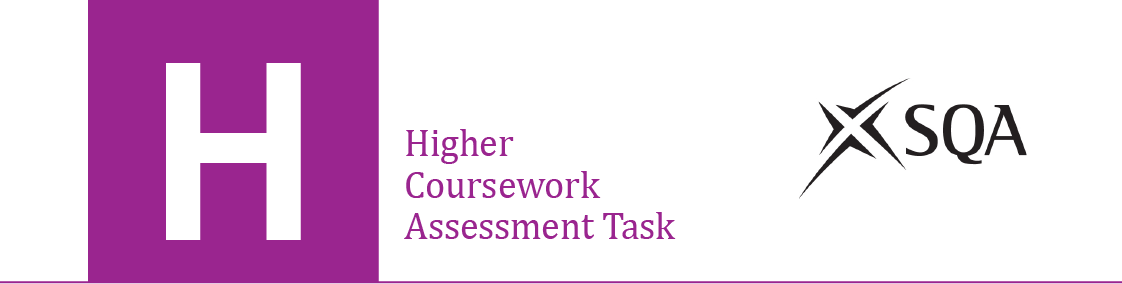 H
Higher
Coursework
Assessment Task
SQA